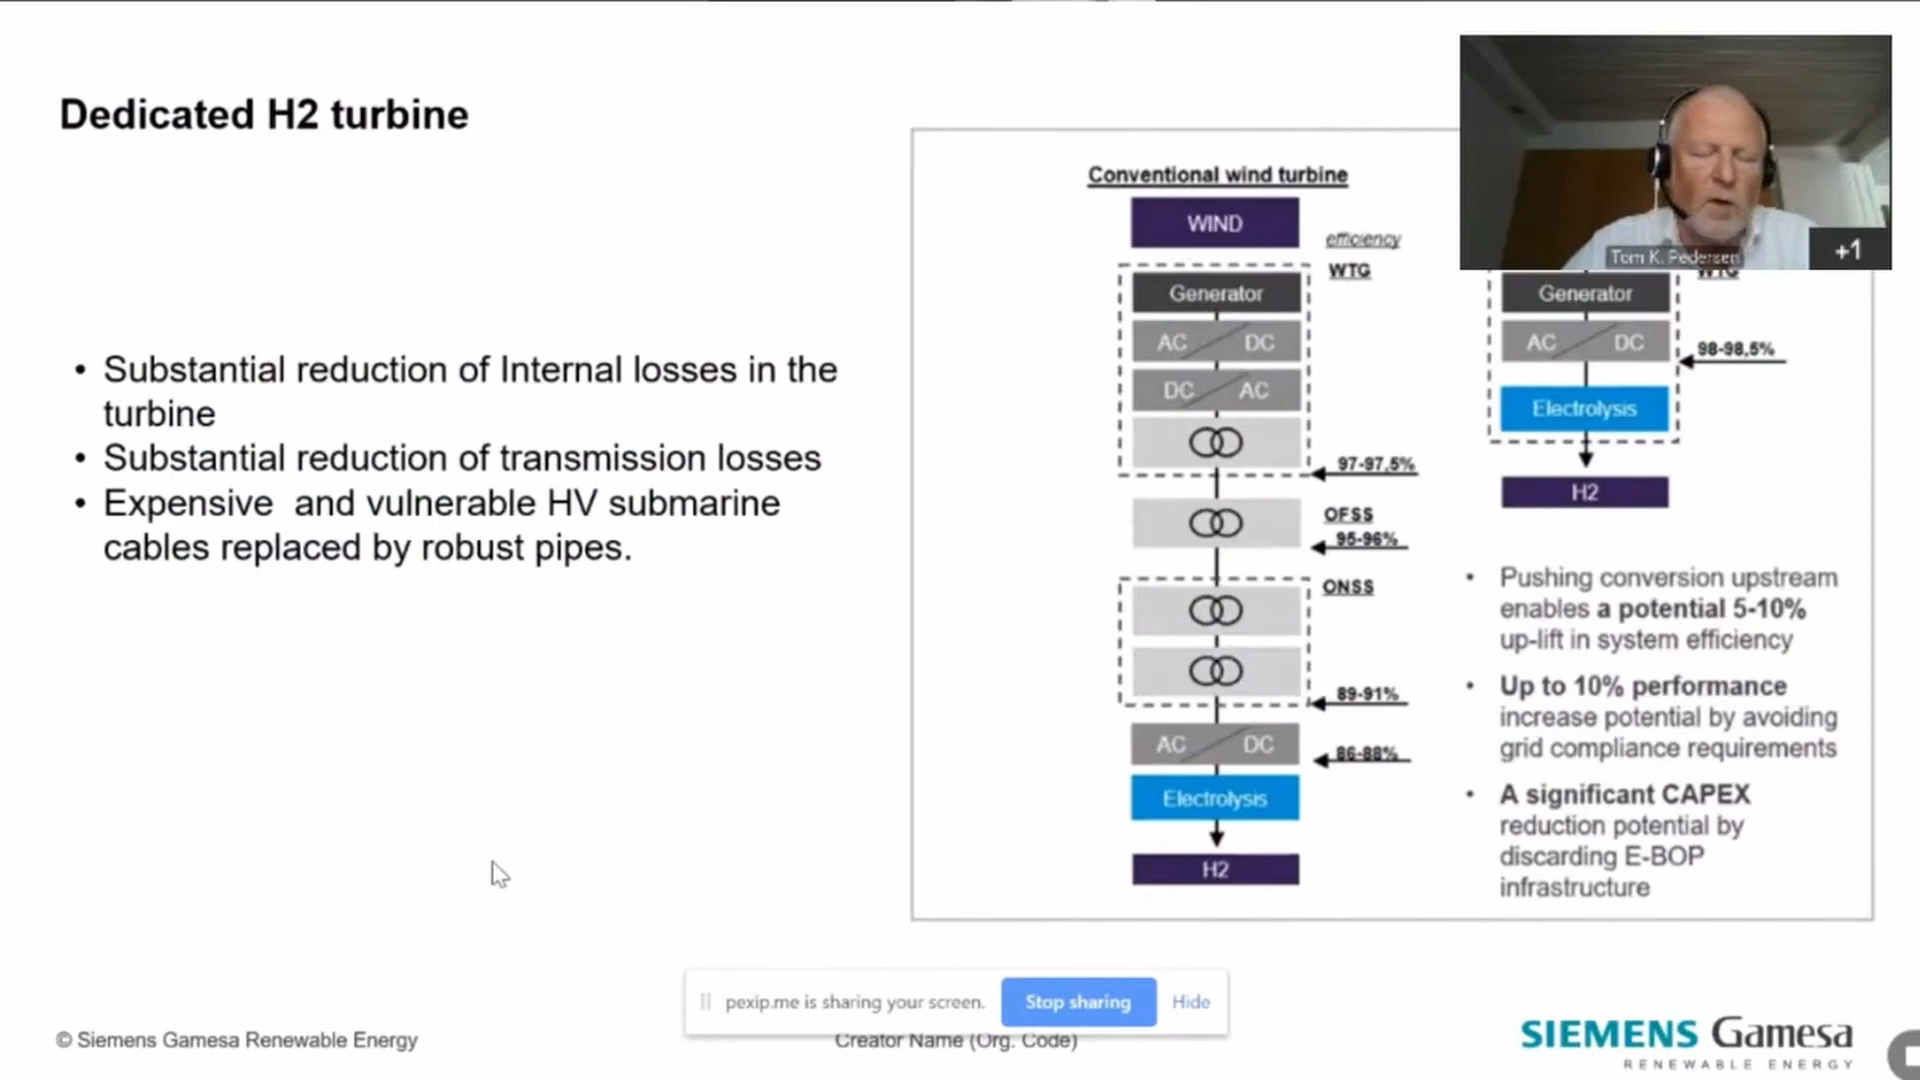 Dedicated H2 turbine
• Substantial reduction of Internal losses in the
turbine
• Substantial reduction of transmission losses
• Expensive and vulnerable HV submarine
cables replaced by robust pipes.
Conventional wind turbine
WIND
efficiency
WTG
Generator
AC DC
DC AC
97-97,5%
OFSS
95-96%
ONSS
89-91%
AC DC
86-88%
Electrolysis
H2
Tom K. Pedersen
+1
WTG
Generator
AC DC
98-98,5%
Electrolysis
H2
• Pushing conversion upstream
enables a potential 5-10%
up-lift in system efficiency
• Up to 10% performance
increase potential by avoiding
grid compliance requirements
• A significant CAPEX
reduction potential by
discarding E-BOP
infrastructure
pexip.me is sharing your screen. Stop sharing Hide
© Siemens Gamesa Renewable Energy
Creator Name (Org. Code)
SIEMENS Gamesa
RENEWABLE ENERGY